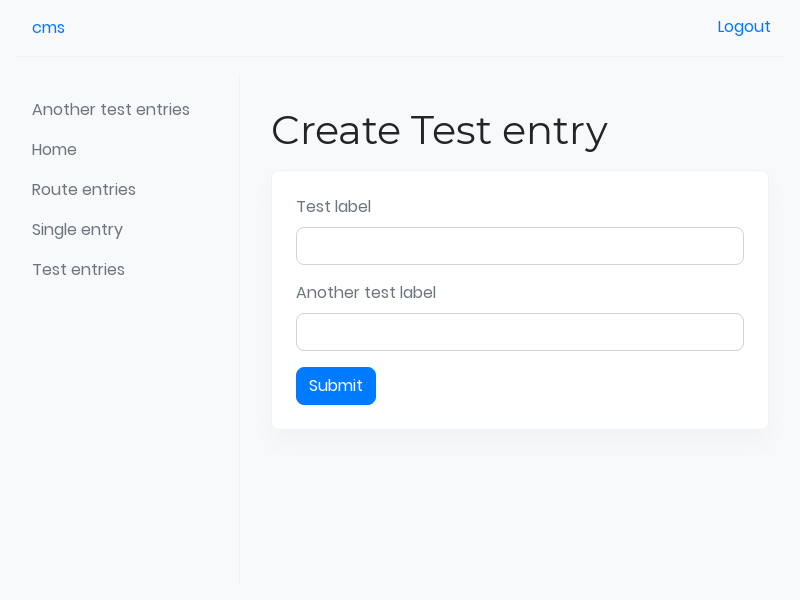 cms
Logout
Another test entries
Home
Route entries
Single entry
Test entries
Create Test entry
Test label
Another test label
Submit